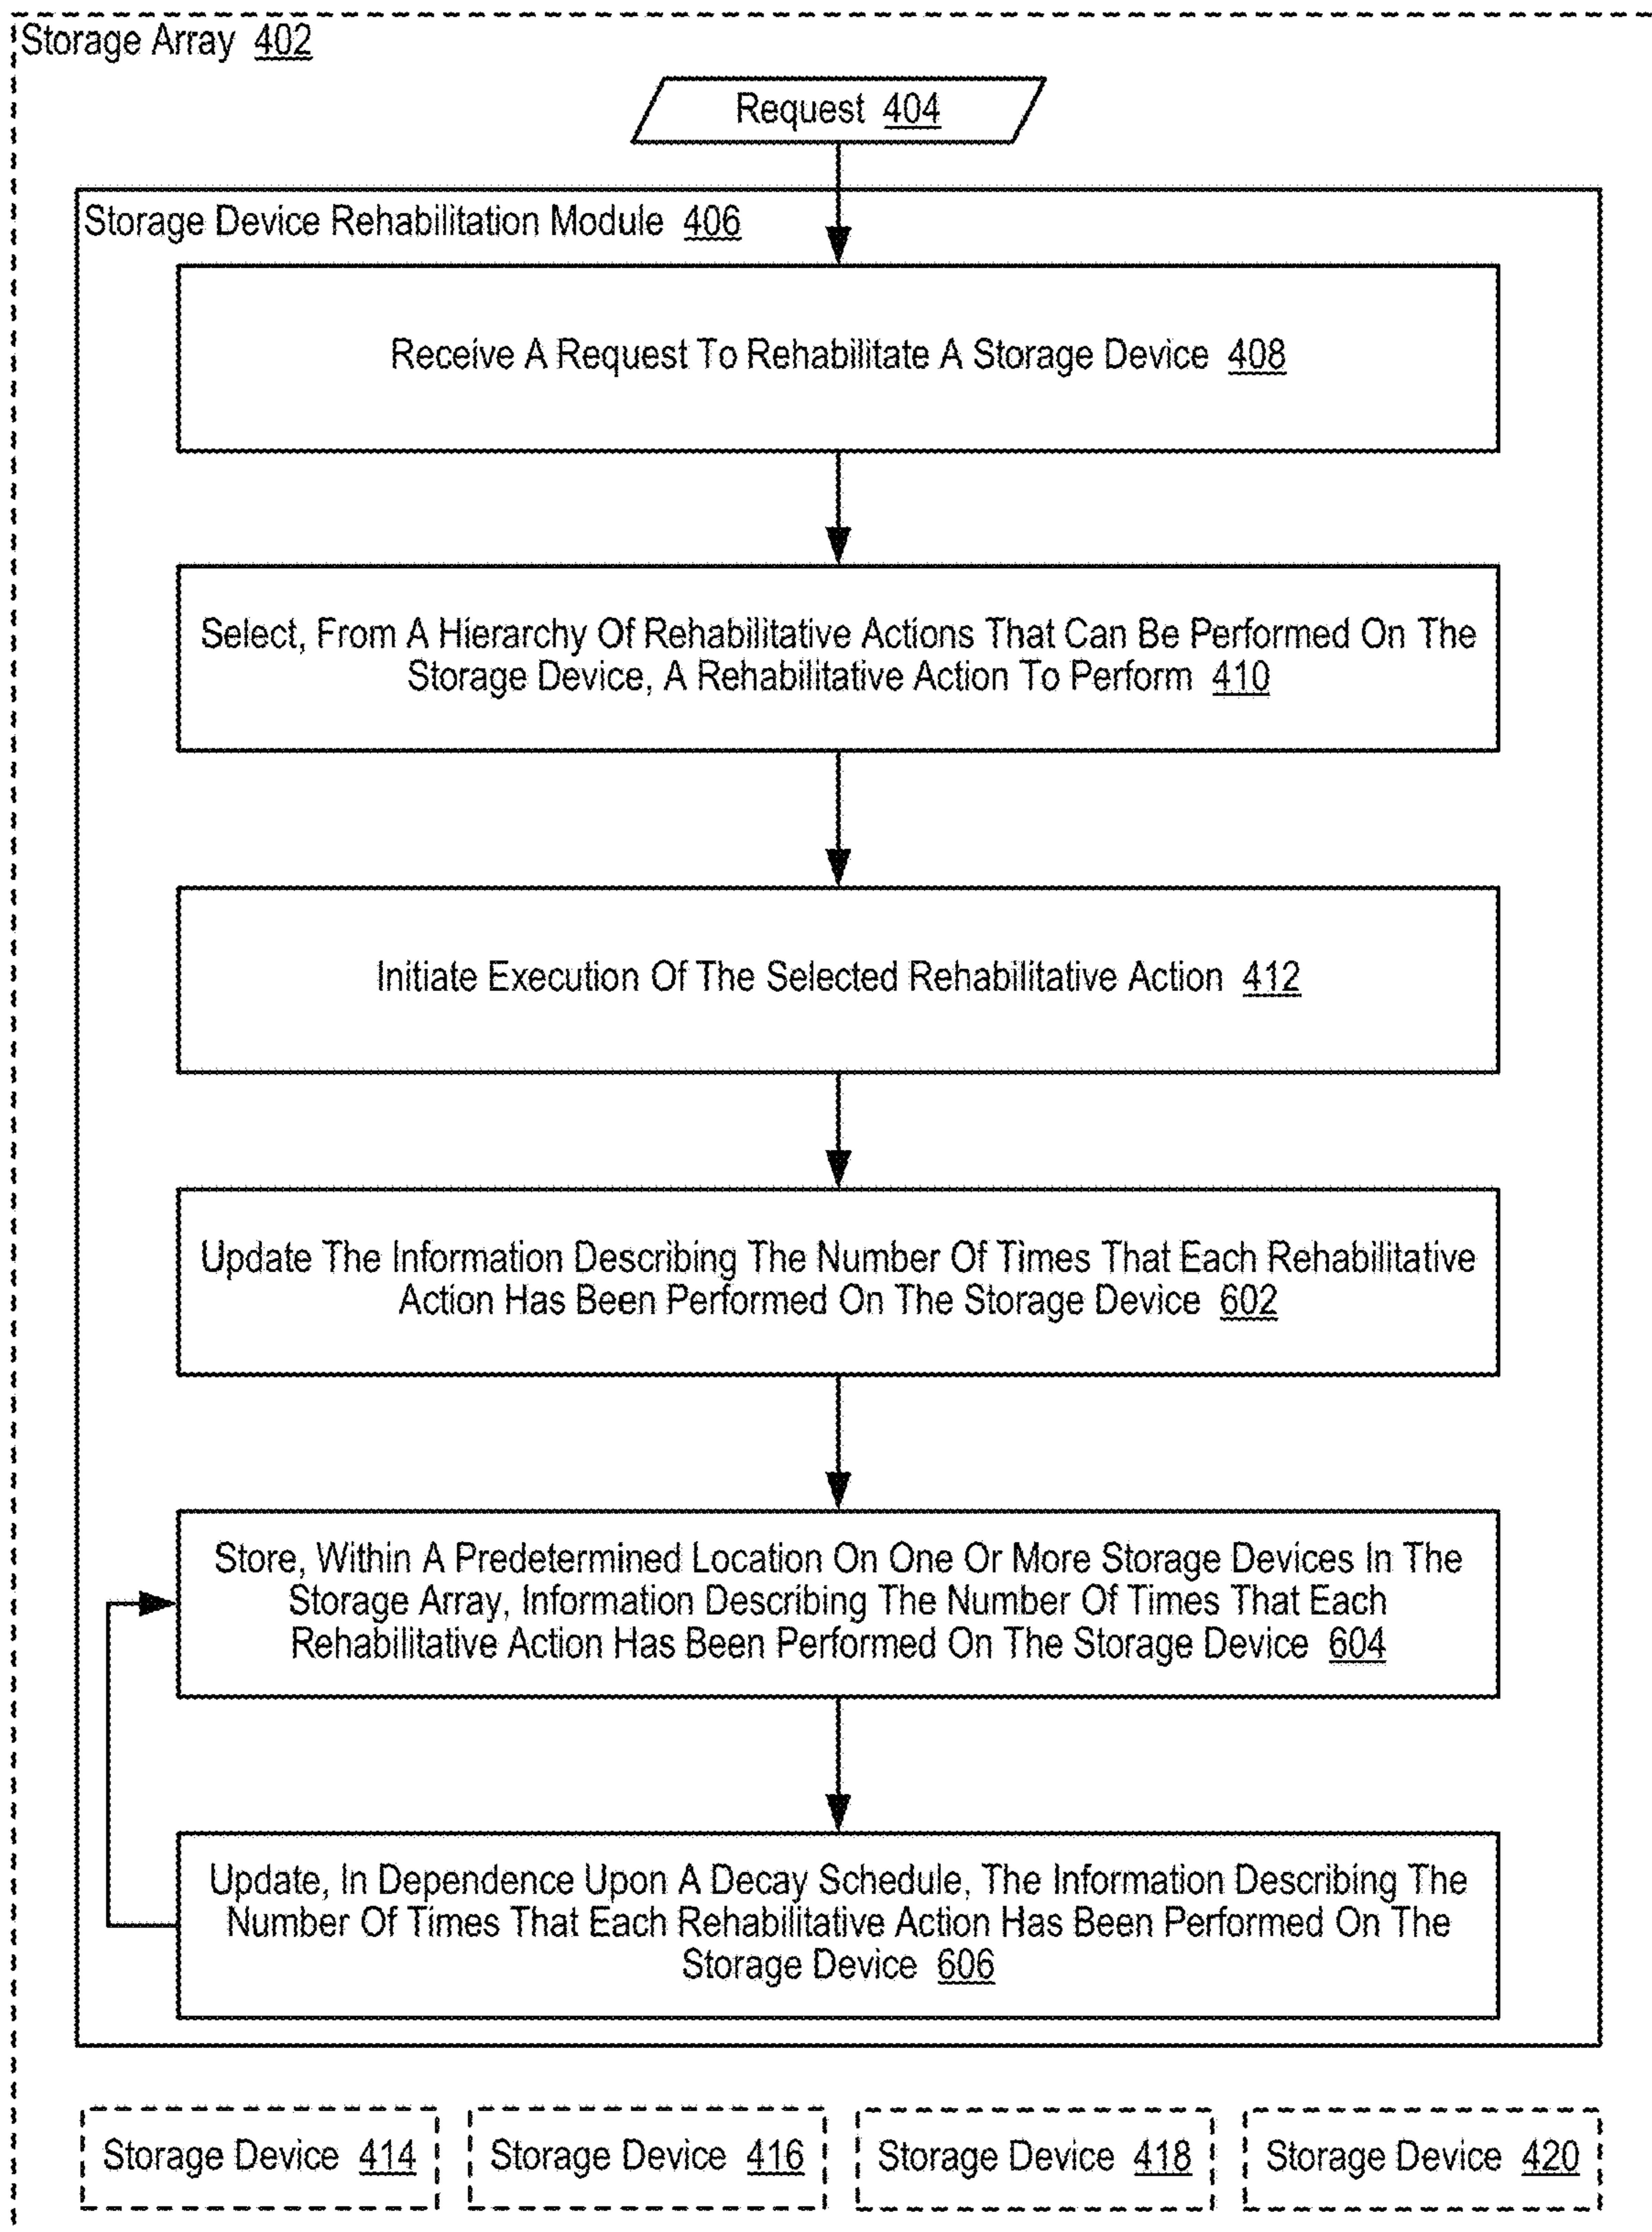 Storage Array 402
Request 404
Storage Device Rehabilitation Module 406
Receive A Request To Rehabilitate A Storage Device 408
Select, From A Hierarchy Of Rehabilitative Actions That Can Be Performed On The
Storage Device, A Rehabilitative Action To Perform 410
Initiate Execution Of The Selected Rehabilitative Action 412
Update The Information Describing The Number Of Times That Each Rehabilitative
Action Has Been Performed On The Storage Device 602
Store, Within A Predetermined Location On One Or More Storage Devices In The
Storage Array, Information Describing The Number Of Times That Each
Rehabilitative Action Has Been Performed On The Storage Device 604
Update, In Dependence Upon A Decay Schedule, The Information Describing The
Number Of Times That Each Rehabilitative Action Has Been Performed On The
Storage Device 606
Storage Device 414
Storage Device 416
Storage Device 418
Storage Device 420